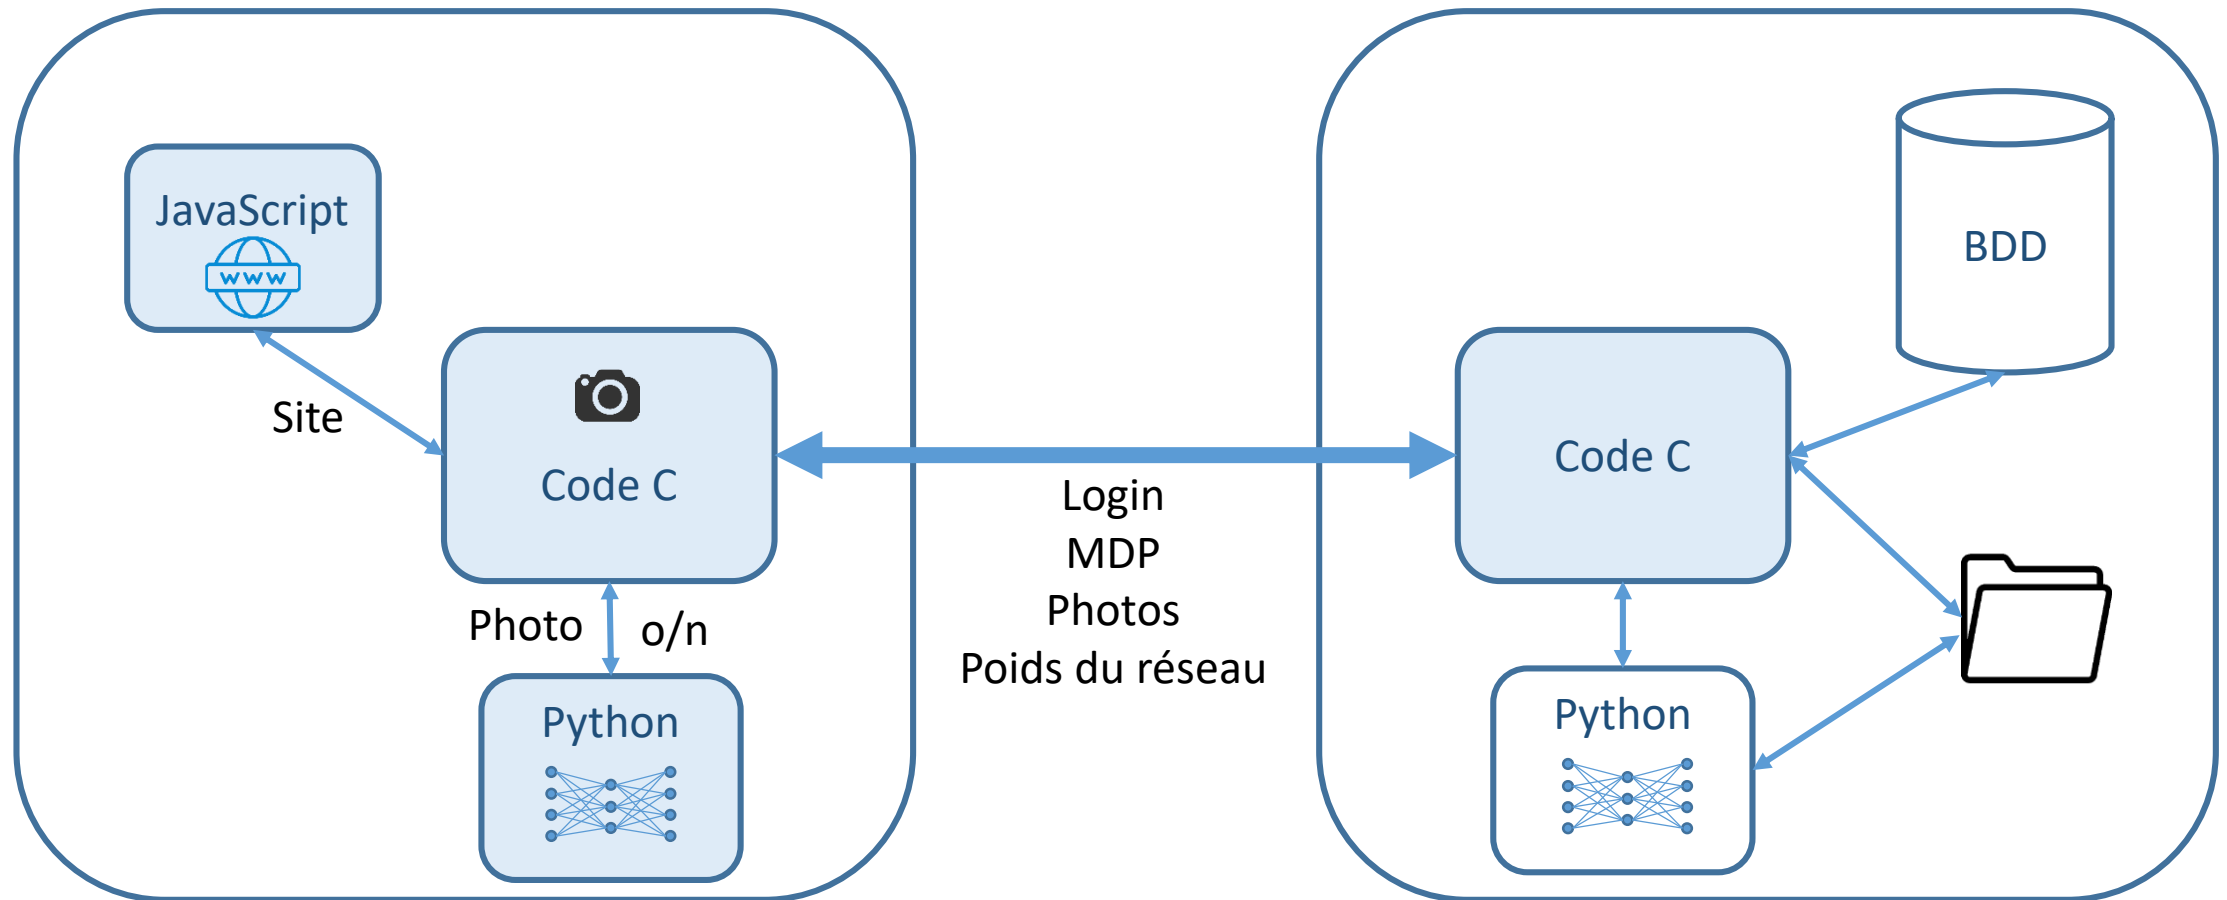 JavaScript
www
Site
Code C
Photo
o/n
Python
Login
MDP
Photos
Poids du réseau
BDD
Code C
Python